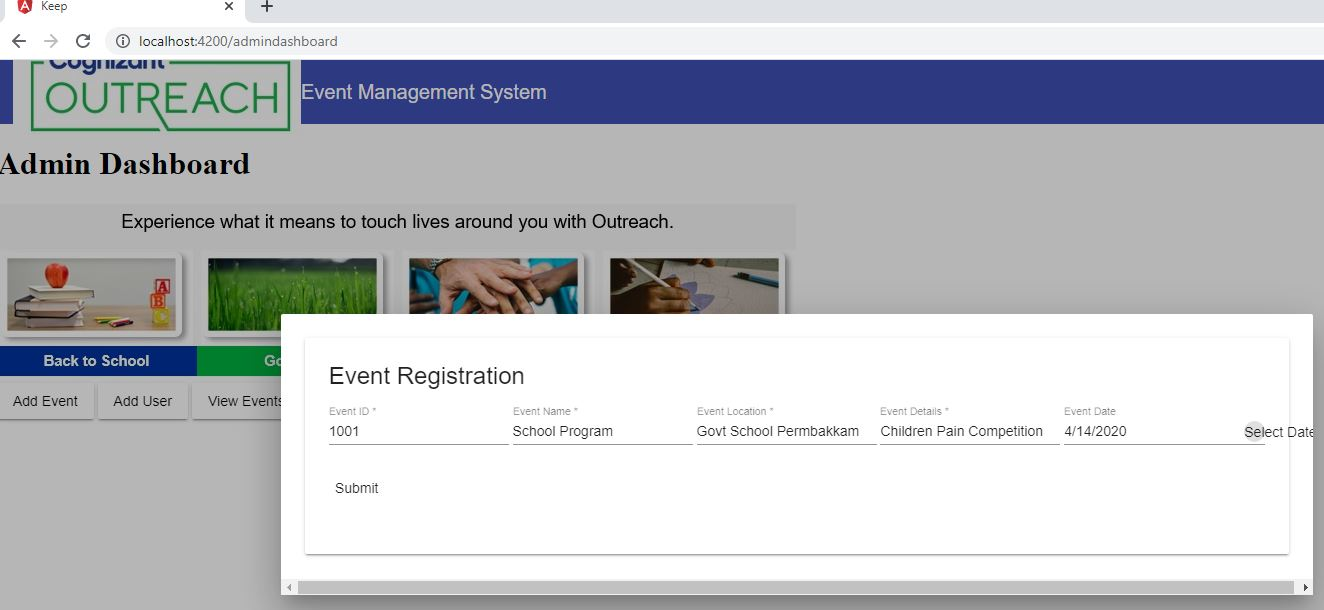 Keep
localhost:4200/admindashboard
Cognizant
OUTREACH
Event Management System
Admin Dashboard
Experience what it means to touch lives around you with Outreach.
A
B
Back to School
Add Event Add User View Events
Event Registration
Event ID * Event Name * Event Location * Event Details * Event Date
1001 School Program Govt School Permbakkam Children Pain Competition 4/14/2020 Select Date
Submit